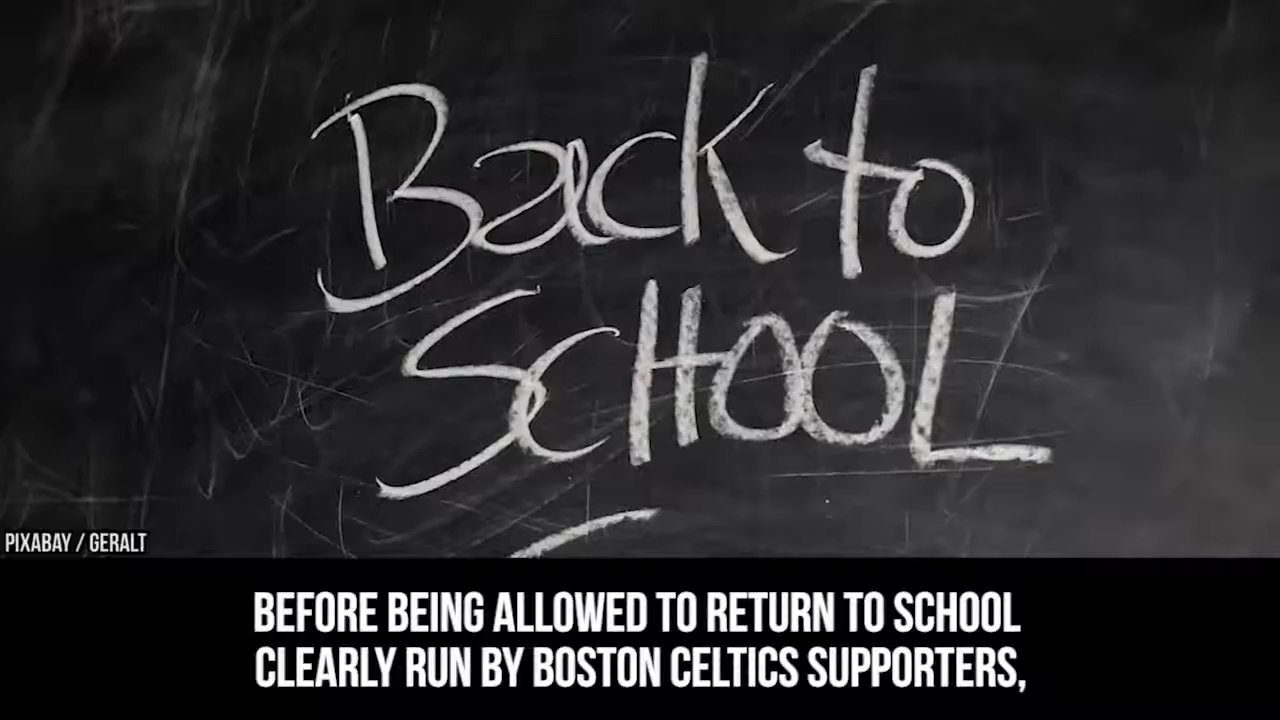 Back to
SCHOOL
PIXABAY / GERALT
BEFORE BEING ALLOWED TO RETURN TO SCHOOL
CLEARLY RUN BY BOSTON CELTICS SUPPORTERS,